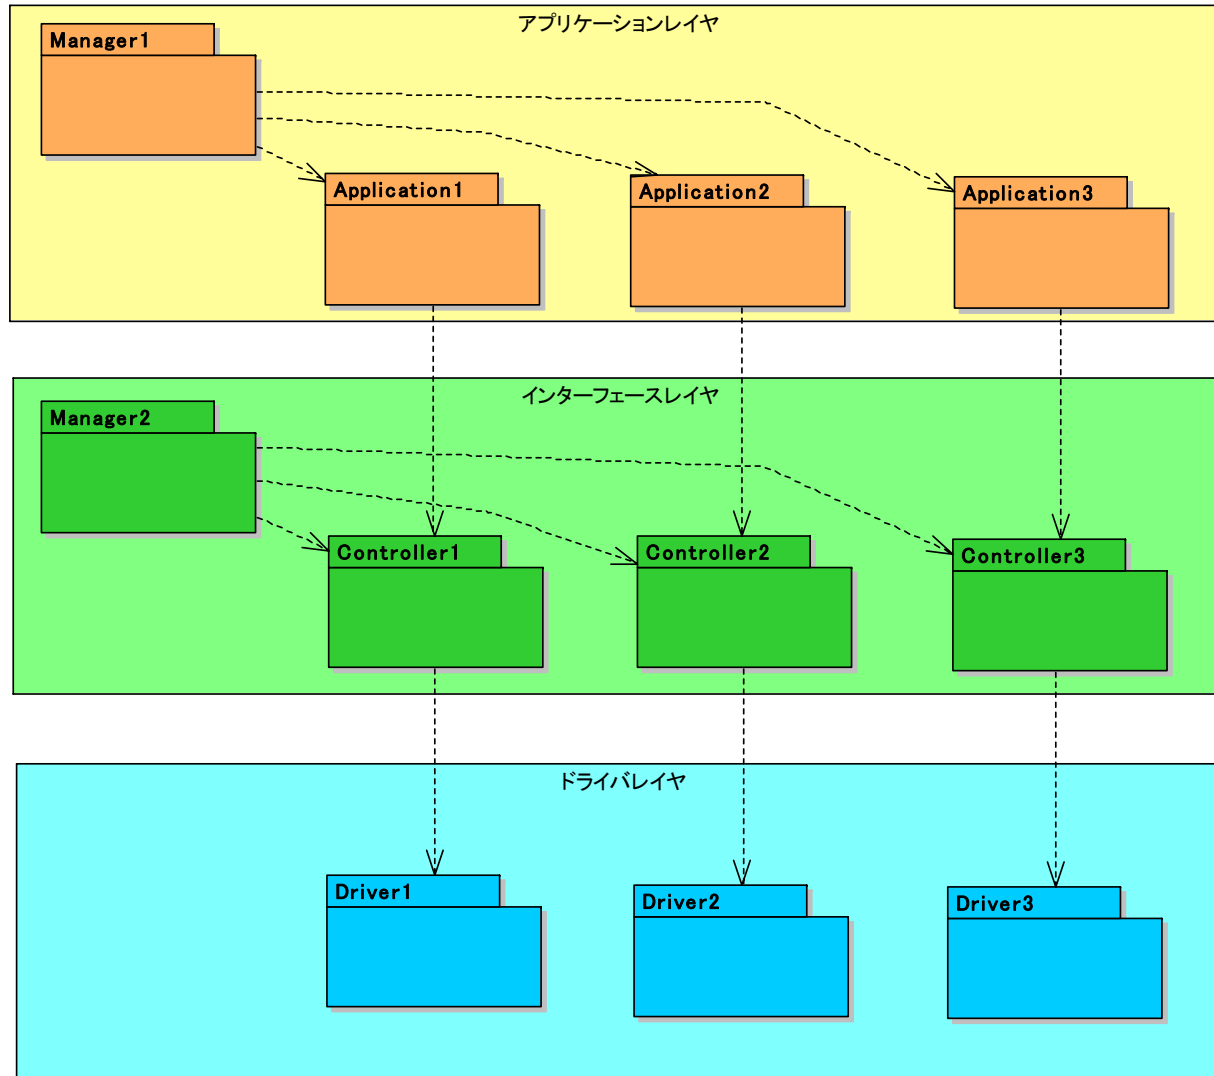 アプリケーションレイヤ
Manager1
Application1
Application2
Application3
インターフェースレイヤ
Manager2
Controller1
Controller2
Controller3
ドライバレイヤ
Driver1
Driver2
Driver3